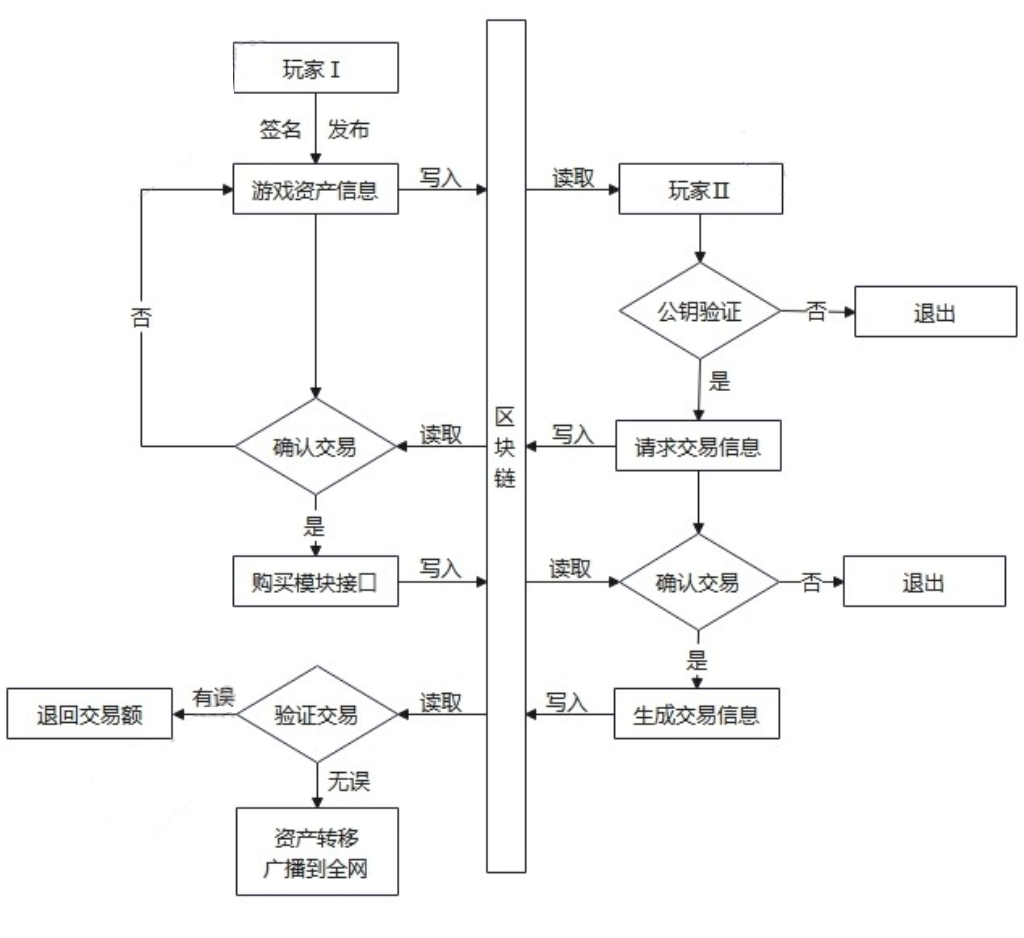 玩家Ⅰ
签名 发布
游戏资产信息
写入
读取
玩家Ⅱ
公钥验证
否
退出
否
是
区
块
链
确认交易
读取
写入
请求交易信息
是
购买模块接口
写入
读取
确认交易
否
退出
是
退回交易额
有误
验证交易
读取
写入
生成交易信息
无误
资产转移
广播到全网